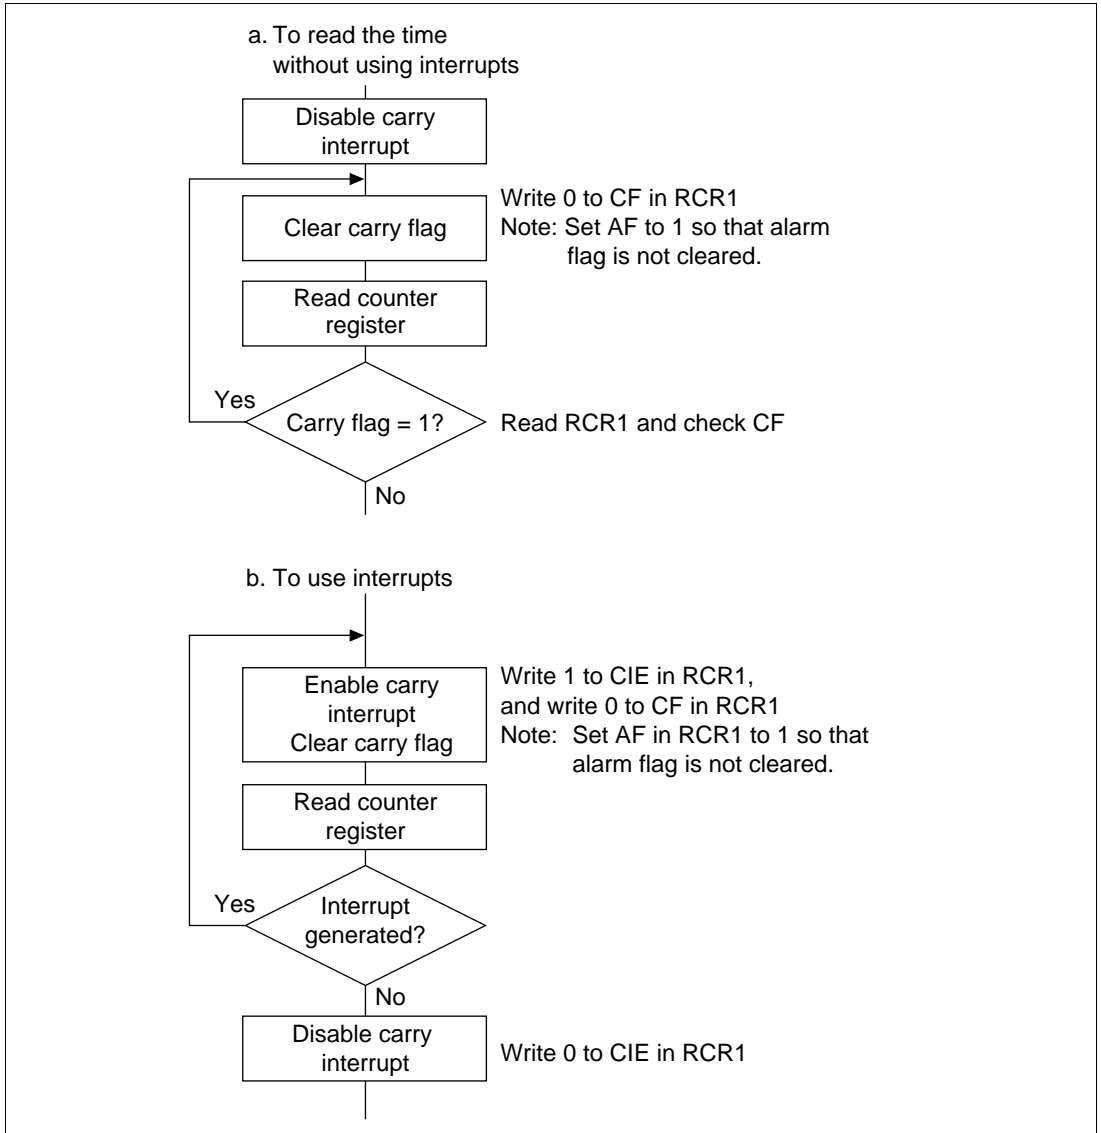 a. To read the time
without using interrupts
Disable carry
interrupt
Clear carry flag
Write 0 to CF in RCR1
Note: Set AF to 1 so that alarm
flag is not cleared.
Read counter
register
Yes
Carry flag = 1?
Read RCR1 and check CF
No
b. To use interrupts
Enable carry
interrupt
Clear carry flag
Write 1 to CIE in RCR1,
and write 0 to CF in RCR1
Note: Set AF in RCR1 to 1 so that
alarm flag is not cleared.
Read counter
register
Yes
Interrupt
generated?
No
Disable carry
interrupt
Write 0 to CIE in RCR1